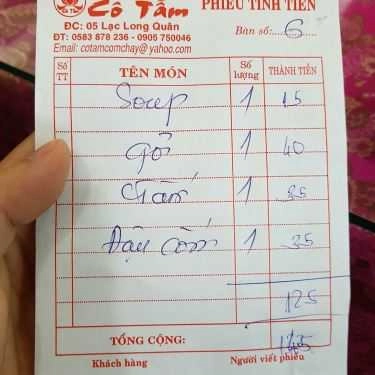 Cô Tấm
PHIẾU TÍNH TIỀN
ĐC: 05 Lạc Long Quân
ĐT: 0583 878 236 - 0905 750046
Bàn số: 6
Email: cotamcomchay@yahoo.com
Số TT TÊN MÓN Số lượng THÀNH TIỀN
Soup 1 15
Gỏi 1 40
1 35
Đậu 1 35
125
TỔNG CỘNG:
Khách hàng Người viết phiếu